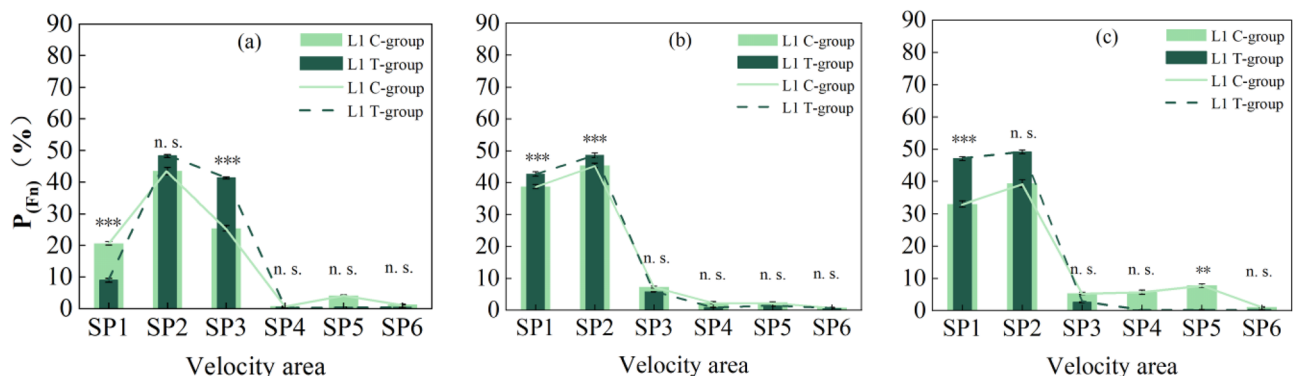 P(Fn) (%)
90
80
70
60
50
40
30
20
10
0
(a)
L1 C-group
L1 T-group
L1 C-group
L1 T-group
***
n. s.
***
n. s.
n. s.
n. s.
SP1 SP2 SP3 SP4 SP5 SP6
Velocity area
90
80
70
60
50
40
30
20
10
0
(b)
L1 C-group
L1 T-group
L1 C-group
L1 T-group
***
***
n. s.
n. s.
n. s.
n. s.
SP1 SP2 SP3 SP4 SP5 SP6
Velocity area
90
80
70
60
50
40
30
20
10
0
(c)
L1 C-group
L1 T-group
L1 C-group
L1 T-group
***
n. s.
n. s.
n. s.
**
n. s.
SP1 SP2 SP3 SP4 SP5 SP6
Velocity area